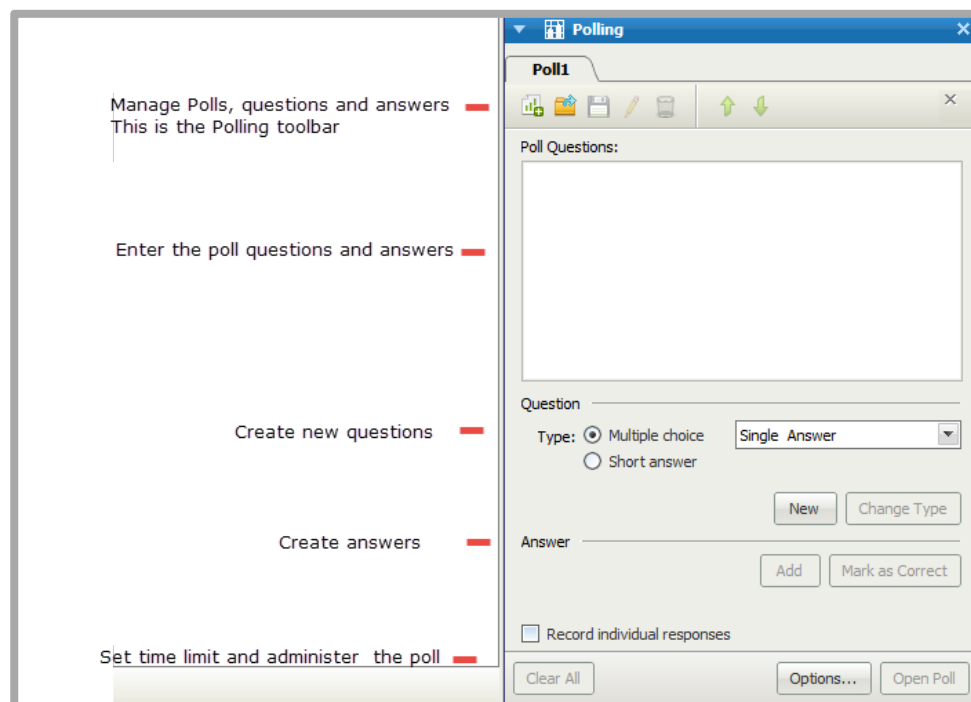 Polling
Poll1
Manage Polls, questions and answers
This is the Polling toolbar
Poll Questions:
Enter the poll questions and answers
Question
Create new questions
Type: Multiple choice Single Answer
Short answer
New Change Type
Create answers
Answer
Add Mark as Correct
Record individual responses
Set time limit and administer the poll
Clear All Options... Open Poll